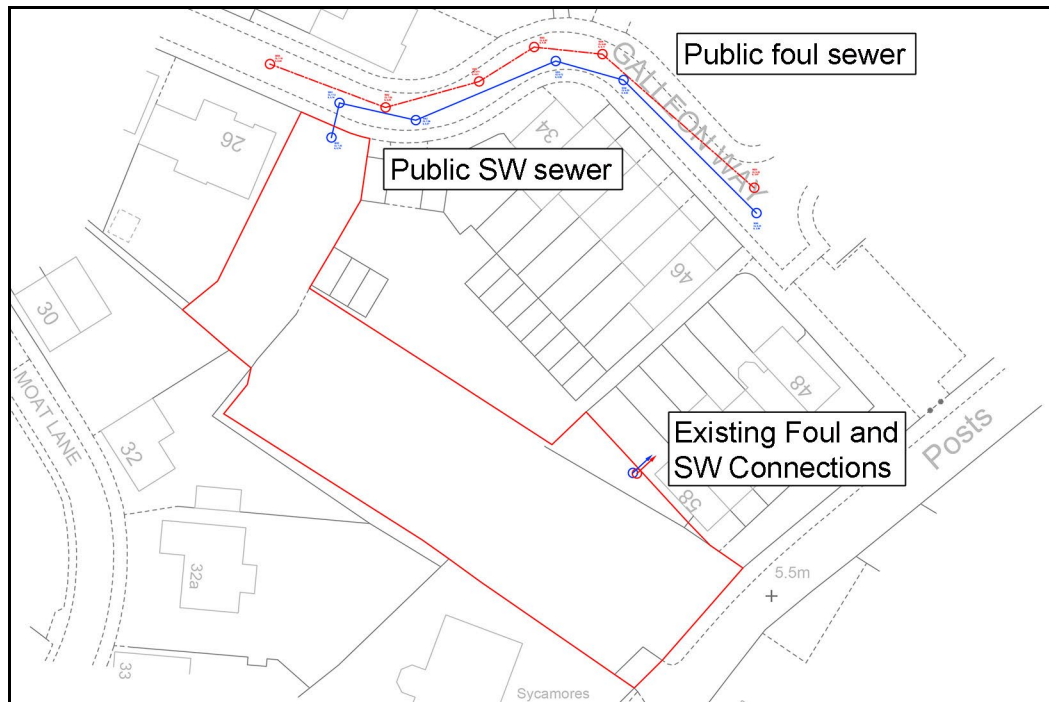 Public foul sewer
GALLEON WAY
26
34
Public SW sewer
46
30
48
MOAT LANE
Posts
32
Existing Foul and
SW Connections
58
32a
5.5m
33
Sycamores